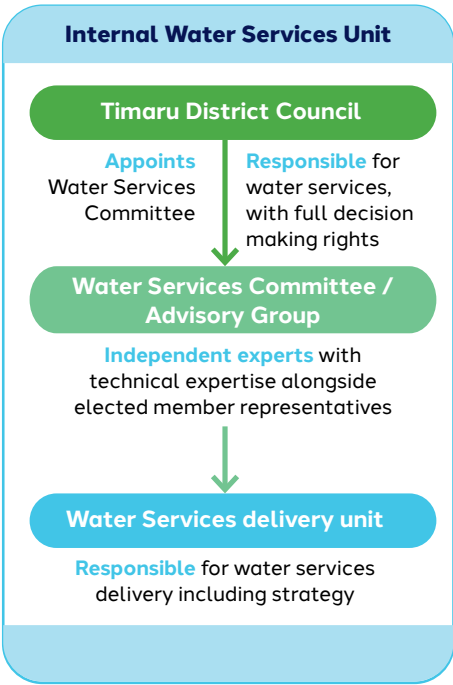 Internal Water Services Unit
Timaru District Council
Appoints
Water Services
Committee
Responsible for
water services,
with full decision
making rights
Water Services Committee /
Advisory Group
Independent experts with
technical expertise alongside
elected member representatives
Water Services delivery unit
Responsible for water services
delivery including strategy